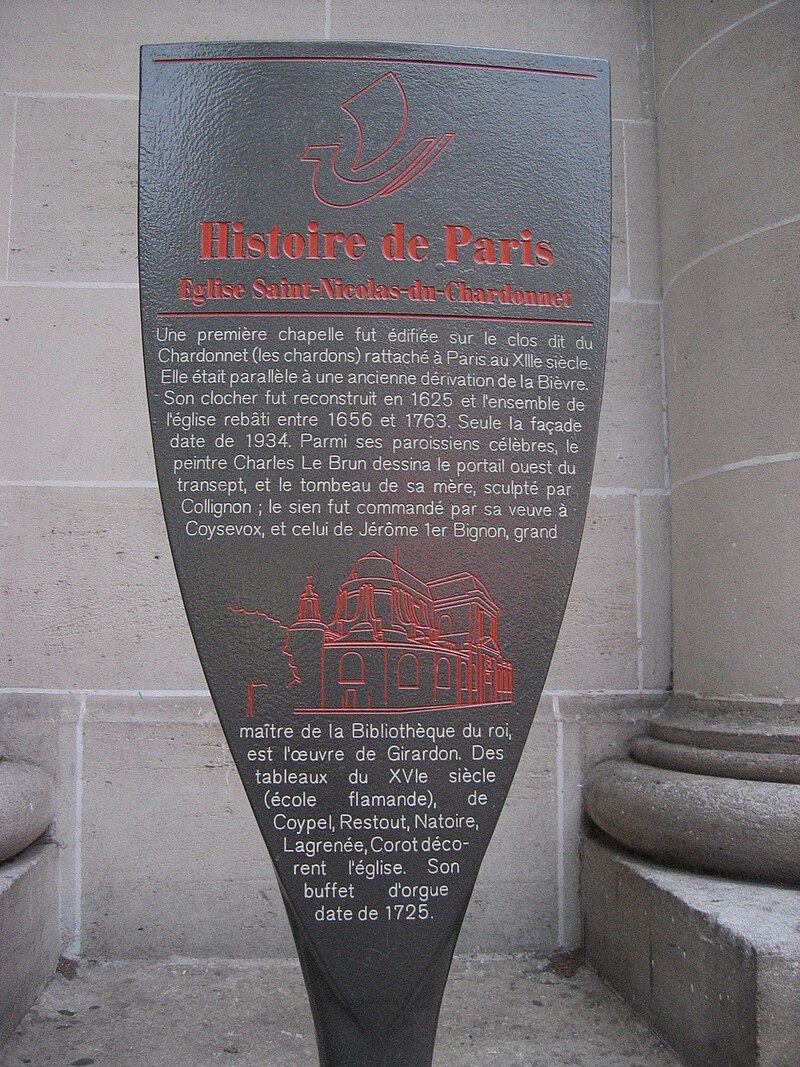 Histoire de Paris
Eglise Saint-Nicolas-du-Chardonnet
Une première chapelle fut édifiée sur le clos dit du
Chardonnet (les chardons) rattaché à Paris au XIIIe siècle.
Elle était parallèle à une ancienne dérivation de la Bièvre.
Son clocher fut reconstruit en 1625 et l'ensemble de
l'église rebâti entre 1656 et 1763. Seule la façade
date de 1934. Parmi ses paroissiens célèbres, le
peintre Charles Le Brun dessina le portail ouest du
transept, et le tombeau de sa mère, sculpté par
Collignon ; le sien fut commandé par sa veuve à
Coysevox, et celui de Jérôme 1er Bignon, grand
maître de la Bibliothèque du roi,
est l'œuvre de Girardon. Des
tableaux du XVIe siècle
(école flamande), de
Coypel, Restout, Natoire,
Lagrenée, Corot déco-
rent l'église. Son
buffet d'orgue
date de 1725.